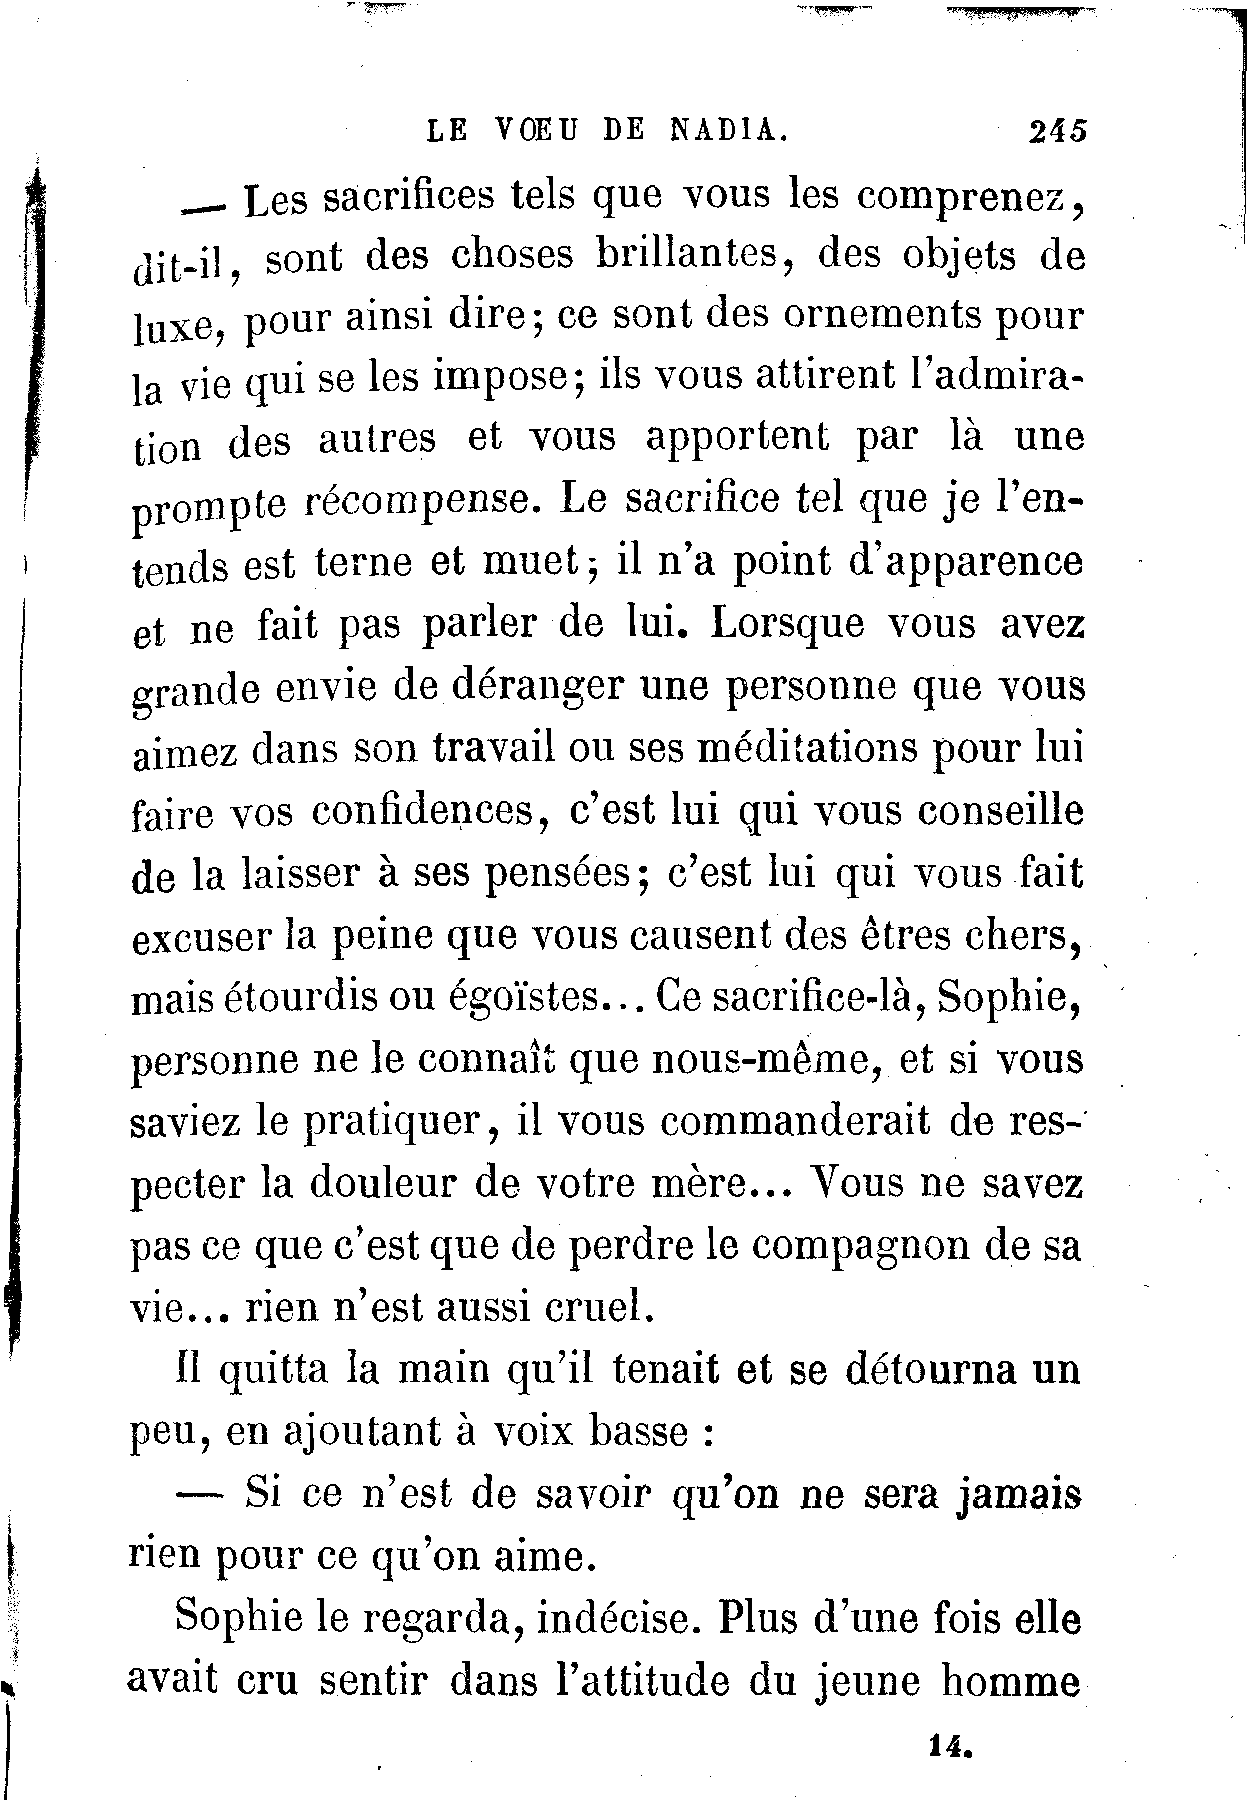 LE VŒU DE NADIA. 245
— Les sacrifices tels que vous les comprenez,
dit-il, sont des choses brillantes, des objets de
luxe, pour ainsi dire; ce sont des ornements pour
la vie qui se les impose; ils vous attirent l'admira-
tion des autres et vous apportent par là une
prompte récompense. Le sacrifice tel que je l'en-
tends est terne et muet; il n'a point d'apparence
et ne fait pas parler de lui. Lorsque vous avez
grande envie de déranger une personne que vous
aimez dans son travail ou ses méditations pour lui
faire vos confidences, c'est lui qui vous conseille
de la laisser à ses pensées; c'est lui qui vous fait
excuser la peine que vous causent des êtres chers,
mais étourdis ou égoïstes... Ce sacrifice-là, Sophie,
personne ne le connaît que nous-même, et si vous
saviez le pratiquer, il vous commanderait de res-
pecter la douleur de votre mère... Vous ne savez
pas ce que c'est que de perdre le compagnon de sa
vie... rien n'est aussi cruel.
Il quitta la main qu'il tenait et se détourna un
peu, en ajoutant à voix basse :
— Si ce n'est de savoir qu'on ne sera jamais
rien pour ce qu'on aime.
Sophie le regarda, indécise. Plus d'une fois elle
avait cru sentir dans l'attitude du jeune homme
14.